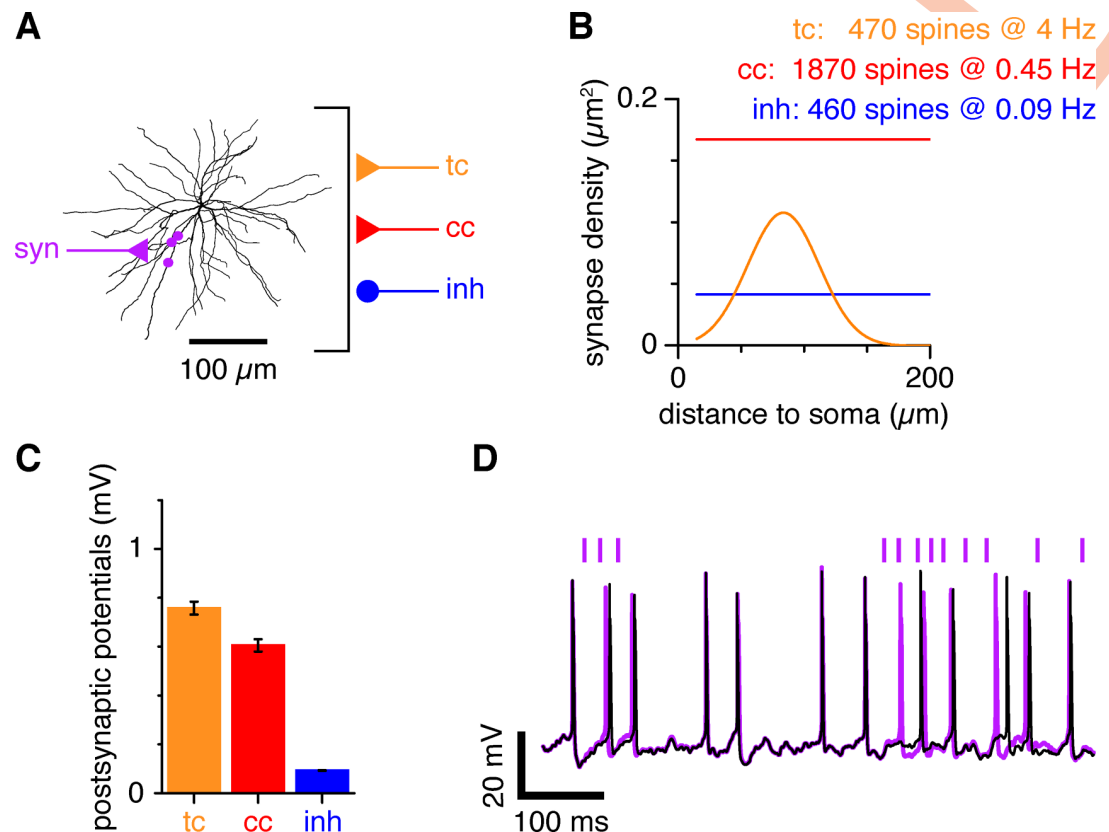 A
tc
cc
inh
syn
100 µm
B
tc: 470 spines @ 4 Hz
cc: 1870 spines @ 0.45 Hz
inh: 460 spines @ 0.09 Hz
synapse density (µm²)
0.2
0
0
200
distance to soma (µm)
C
postsynaptic potentials (mV)
1
0
tc
cc
inh
D
20 mV
100 ms